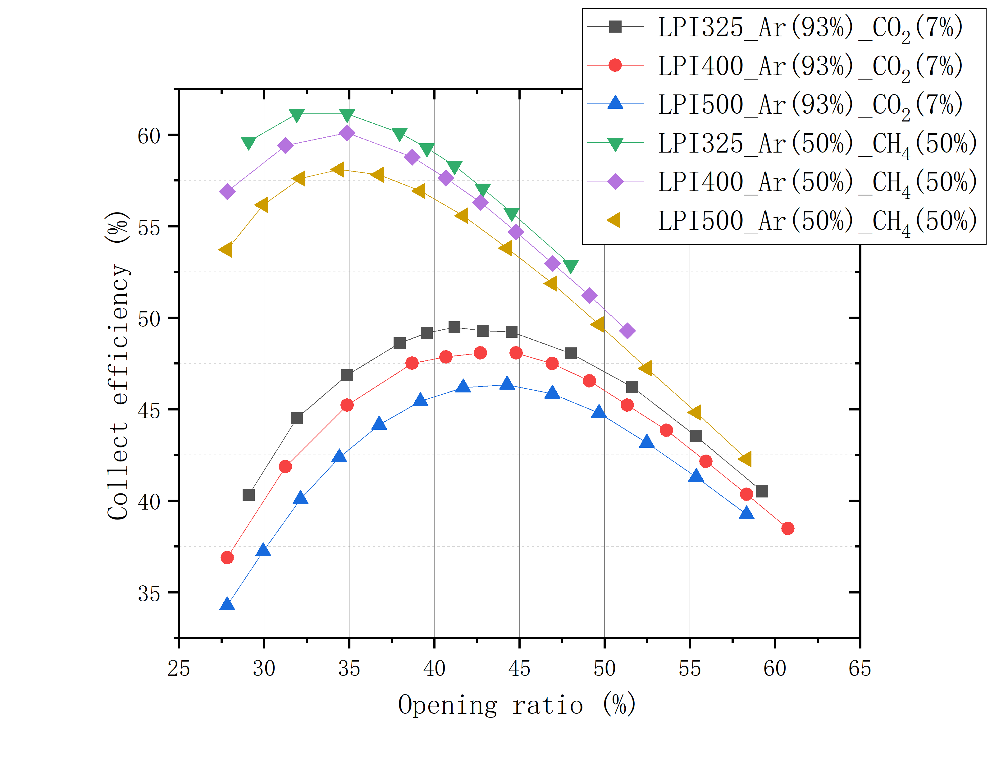 LPI325_Ar(93%)_CO₂(7%)
LPI400_Ar(93%)_CO₂(7%)
LPI500_Ar(93%)_CO₂(7%)
LPI325_Ar(50%)_CH₄(50%)
LPI400_Ar(50%)_CH₄(50%)
LPI500_Ar(50%)_CH₄(50%)
Collect efficiency (%)
60
55
50
45
40
35
25 30 35 40 45 50 55 60 65
Opening ratio (%)